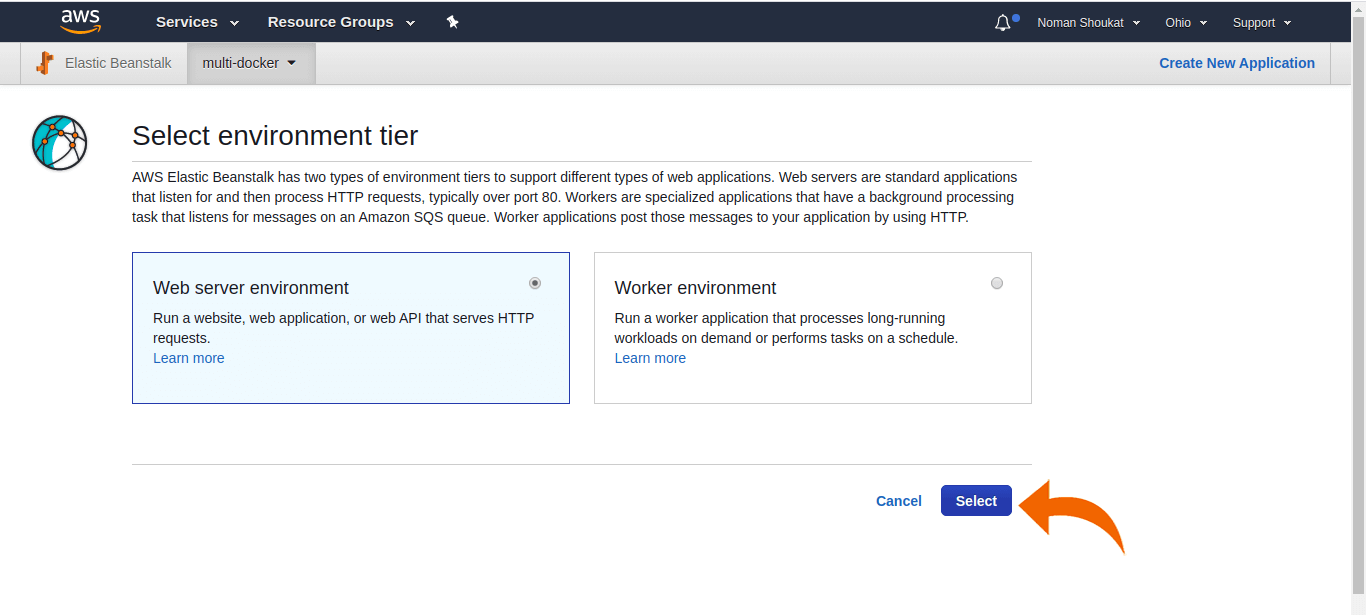 aws Services Resource Groups Noman Shoukat Ohio Support
Elastic Beanstalk multi-docker Create New Application
Select environment tier
AWS Elastic Beanstalk has two types of environment tiers to support different types of web applications. Web servers are standard applications
that listen for and then process HTTP requests, typically over port 80. Workers are specialized applications that have a background processing
task that listens for messages on an Amazon SQS queue. Worker applications post those messages to your application by using HTTP.
Web server environment
Run a website, web application, or web API that serves HTTP
requests.
Learn more
Worker environment
Run a worker application that processes long-running
workloads on demand or performs tasks on a schedule.
Learn more
Cancel Select